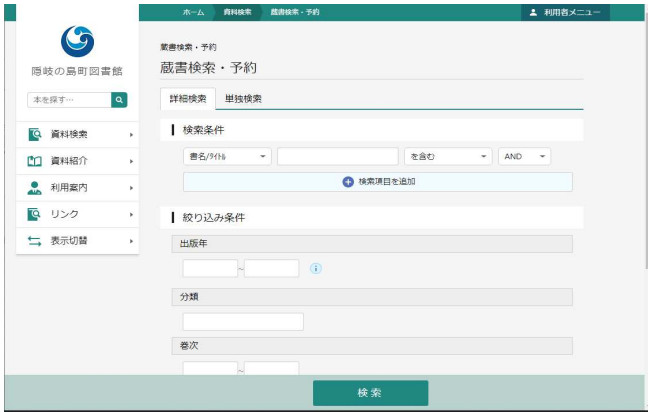 ホーム 資料検索 蔵書検索・予約 利用者メニュー
隠岐の島町図書館
本を探す…
資料検索
資料紹介
利用案内
リンク
表示切替
蔵書検索・予約
蔵書検索・予約
詳細検索 単独検索
検索条件
書名/タイトル を含む AND
検索項目を追加
絞り込み条件
出版年
~
分類
巻次
~
検索